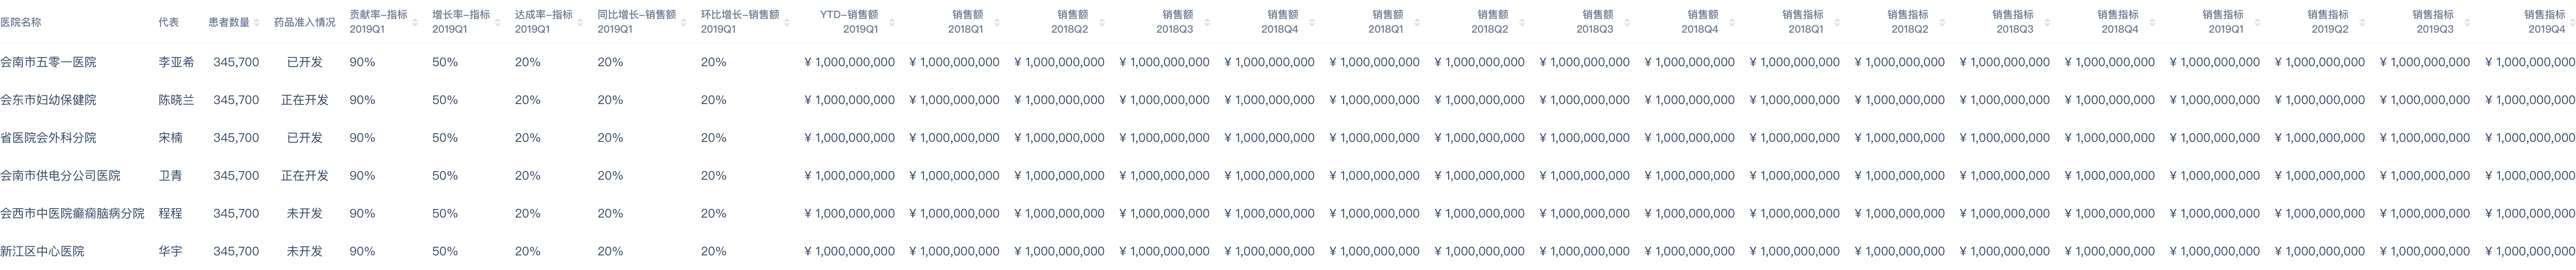 医院名称 代表 患者数量 药品准入情况 贡献率-指标 2019Q1 增长率-指标 2019Q1 达成率-指标 2019Q1 同比增长-销售额 2019Q1 环比增长-销售额 2019Q1 YTD-销售额 2019Q1 销售额 2018Q1 销售额 2018Q2 销售额 2018Q3 销售额 2018Q4 销售额 2018Q1 销售额 2018Q2 销售额 2018Q3 销售额 2018Q4 销售指标 2018Q1 销售指标 2018Q2 销售指标 2018Q3 销售指标 2018Q4 销售指标 2019Q1 销售指标 2019Q2 销售指标 2019Q3 销售指标 2019Q4
会南市五零一医院 李亚希 345,700 已开发 90% 50% 20% 20% 20% ¥ 1,000,000,000 ¥ 1,000,000,000 ¥ 1,000,000,000 ¥ 1,000,000,000 ¥ 1,000,000,000 ¥ 1,000,000,000 ¥ 1,000,000,000 ¥ 1,000,000,000 ¥ 1,000,000,000 ¥ 1,000,000,000 ¥ 1,000,000,000 ¥ 1,000,000,000 ¥ 1,000,000,000 ¥ 1,000,000,000 ¥ 1,000,000,000 ¥ 1,000,000,000 ¥ 1,000,000,000
会东市妇幼保健院 陈晓兰 345,700 正在开发 90% 50% 20% 20% 20% ¥ 1,000,000,000 ¥ 1,000,000,000 ¥ 1,000,000,000 ¥ 1,000,000,000 ¥ 1,000,000,000 ¥ 1,000,000,000 ¥ 1,000,000,000 ¥ 1,000,000,000 ¥ 1,000,000,000 ¥ 1,000,000,000 ¥ 1,000,000,000 ¥ 1,000,000,000 ¥ 1,000,000,000 ¥ 1,000,000,000 ¥ 1,000,000,000 ¥ 1,000,000,000 ¥ 1,000,000,000
省医院会外科分院 宋楠 345,700 已开发 90% 50% 20% 20% 20% ¥ 1,000,000,000 ¥ 1,000,000,000 ¥ 1,000,000,000 ¥ 1,000,000,000 ¥ 1,000,000,000 ¥ 1,000,000,000 ¥ 1,000,000,000 ¥ 1,000,000,000 ¥ 1,000,000,000 ¥ 1,000,000,000 ¥ 1,000,000,000 ¥ 1,000,000,000 ¥ 1,000,000,000 ¥ 1,000,000,000 ¥ 1,000,000,000 ¥ 1,000,000,000 ¥ 1,000,000,000
会南市供电分公司医院 卫青 345,700 正在开发 90% 50% 20% 20% 20% ¥ 1,000,000,000 ¥ 1,000,000,000 ¥ 1,000,000,000 ¥ 1,000,000,000 ¥ 1,000,000,000 ¥ 1,000,000,000 ¥ 1,000,000,000 ¥ 1,000,000,000 ¥ 1,000,000,000 ¥ 1,000,000,000 ¥ 1,000,000,000 ¥ 1,000,000,000 ¥ 1,000,000,000 ¥ 1,000,000,000 ¥ 1,000,000,000 ¥ 1,000,000,000 ¥ 1,000,000,000
会西市中医院癫痫脑病分院 程程 345,700 未开发 90% 50% 20% 20% 20% ¥ 1,000,000,000 ¥ 1,000,000,000 ¥ 1,000,000,000 ¥ 1,000,000,000 ¥ 1,000,000,000 ¥ 1,000,000,000 ¥ 1,000,000,000 ¥ 1,000,000,000 ¥ 1,000,000,000 ¥ 1,000,000,000 ¥ 1,000,000,000 ¥ 1,000,000,000 ¥ 1,000,000,000 ¥ 1,000,000,000 ¥ 1,000,000,000 ¥ 1,000,000,000 ¥ 1,000,000,000
新江区中心医院 华宇 345,700 未开发 90% 50% 20% 20% 20% ¥ 1,000,000,000 ¥ 1,000,000,000 ¥ 1,000,000,000 ¥ 1,000,000,000 ¥ 1,000,000,000 ¥ 1,000,000,000 ¥ 1,000,000,000 ¥ 1,000,000,000 ¥ 1,000,000,000 ¥ 1,000,000,000 ¥ 1,000,000,000 ¥ 1,000,000,000 ¥ 1,000,000,000 ¥ 1,000,000,000 ¥ 1,000,000,000 ¥ 1,000,000,000 ¥ 1,000,000,000